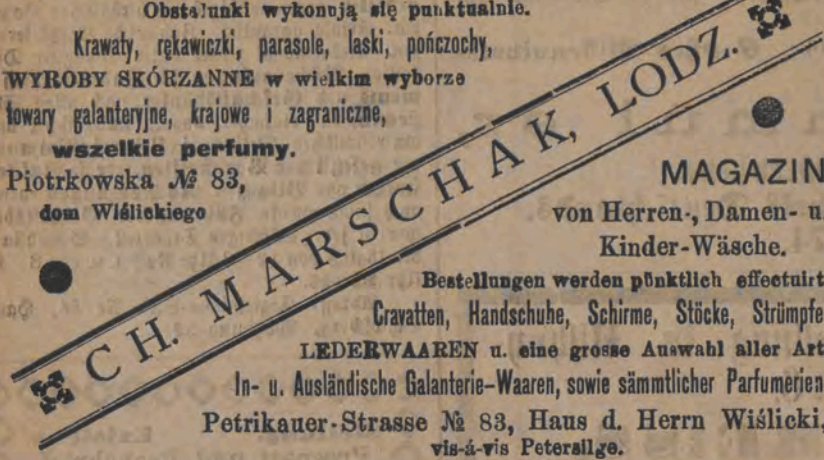 Obstalunki wykonują się punktualnie.
Krawaty, rękawiczki, parasole, laski, pończochy,
WYROBY SKÓRZANNE w wielkim wyborze
towary galanteryjne, krajowe i zagraniczne,
wszelkie perfumy.
Piotrkowska № 83,
dom Wiślickiego
CH. MARSCHAK, LODZ.
MAGAZIN
von Herren-, Damen- u.
Kinder-Wäsche.
Bestellungen werden pünktlich effectuirt
Cravatten, Handschuhe, Schirme, Stöcke, Strümpfe
LEDERWAAREN u. eine grosse Auswahl aller Art
In- u. Ausländische Galanterie-Waaren, sowie sämmtlicher Parfumerien
Petrikauer-Strasse № 83, Haus d. Herrn Wiślicki,
vis-á-vis Petersilge.